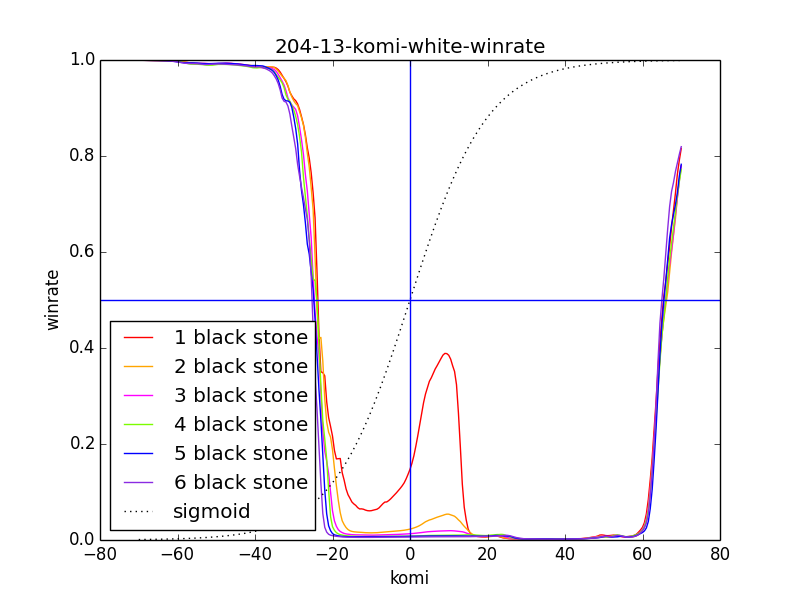 204-13-komi-white-winrate
1.0
0.8
0.6
0.4
0.2
0.0
winrate
1 black stone
2 black stone
3 black stone
4 black stone
5 black stone
6 black stone
sigmoid
−80 −60 −40 −20 0 20 40 60 80
komi